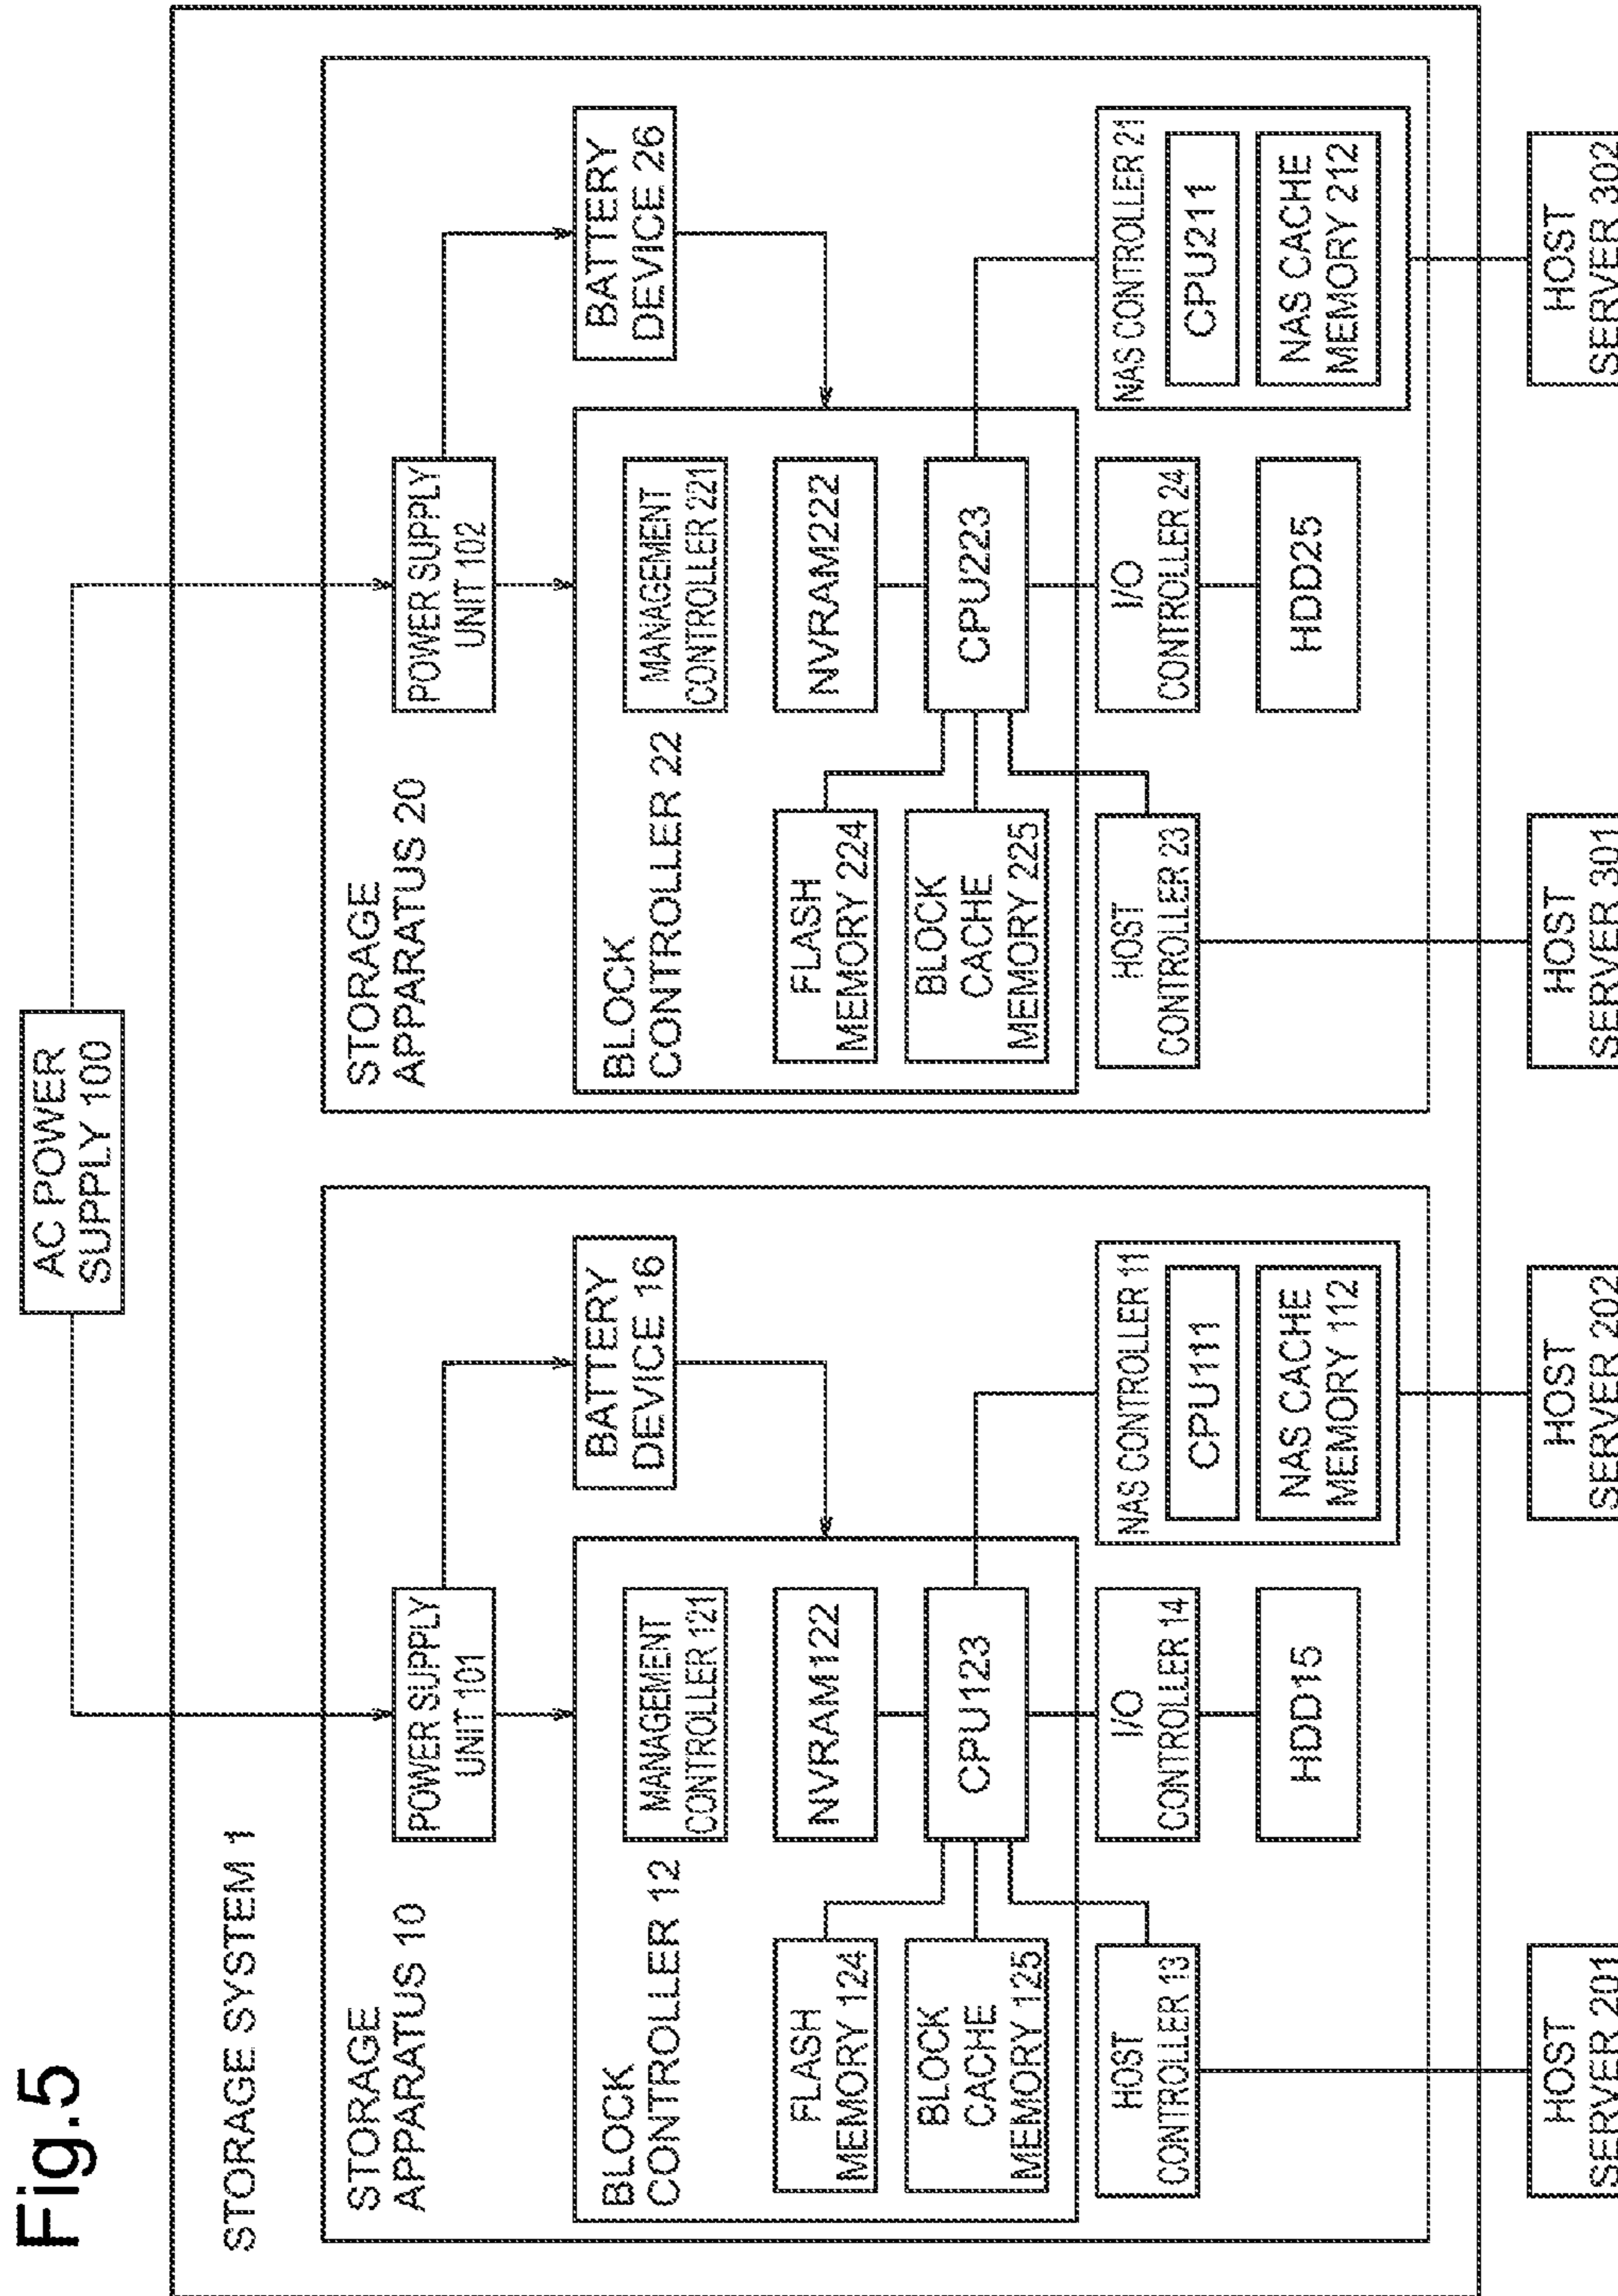 Fig.5
AC POWER
SUPPLY 100
STORAGE SYSTEM 1
STORAGE
APPARATUS 10
POWER SUPPLY
UNIT 101
BATTERY
DEVICE 16
BLOCK
CONTROLLER 12
MANAGEMENT
CONTROLLER 121
NVRAM122
FLASH
MEMORY 124
CPU123
BLOCK
CACHE
MEMORY 125
HOST
CONTROLLER 13
I/O
CONTROLLER 14
HDD15
NAS CONTROLLER 11
CPU111
NAS CACHE
MEMORY 112
HOST
SERVER 201
HOST
SERVER 202
STORAGE
APPARATUS 20
POWER SUPPLY
UNIT 102
BATTERY
DEVICE 26
BLOCK
CONTROLLER 22
MANAGEMENT
CONTROLLER 221
NVRAM222
FLASH
MEMORY 224
CPU223
BLOCK
CACHE
MEMORY 225
HOST
CONTROLLER 23
I/O
CONTROLLER 24
HDD25
NAS CONTROLLER 21
CPU211
NAS CACHE
MEMORY 212
HOST
SERVER 301
HOST
SERVER 302